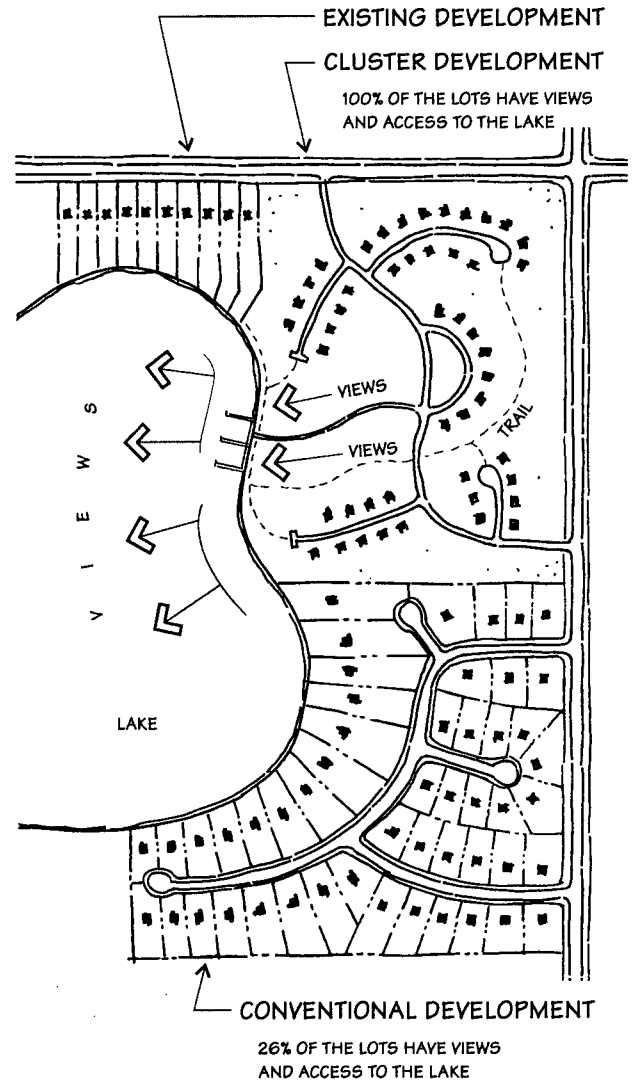 EXISTING DEVELOPMENT
CLUSTER DEVELOPMENT
100% OF THE LOTS HAVE VIEWS
AND ACCESS TO THE LAKE
VIEWS
VIEWS
VIEWS
TRAIL
LAKE
CONVENTIONAL DEVELOPMENT
26% OF THE LOTS HAVE VIEWS
AND ACCESS TO THE LAKE